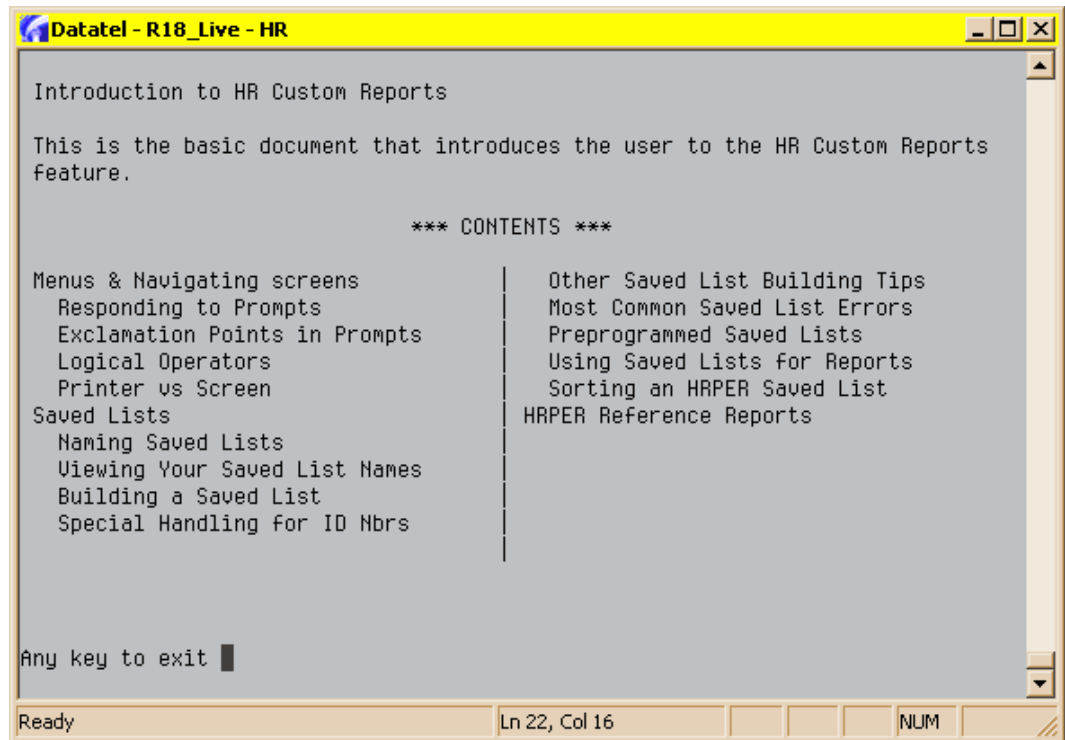 Datatel - R18_Live - HR
Introduction to HR Custom Reports
This is the basic document that introduces the user to the HR Custom Reports
feature.
*** CONTENTS ***
Menus & Navigating screens | Other Saved List Building Tips
Responding to Prompts | Most Common Saved List Errors
Exclamation Points in Prompts | Preprogrammed Saved Lists
Logical Operators | Using Saved Lists for Reports
Printer vs Screen | Sorting an HRPER Saved List
Saved Lists | HRPER Reference Reports
Naming Saved Lists |
Viewing Your Saved List Names |
Building a Saved List |
Special Handling for ID Nbrs |
|
Any key to exit
Ready Ln 22, Col 16 NUM